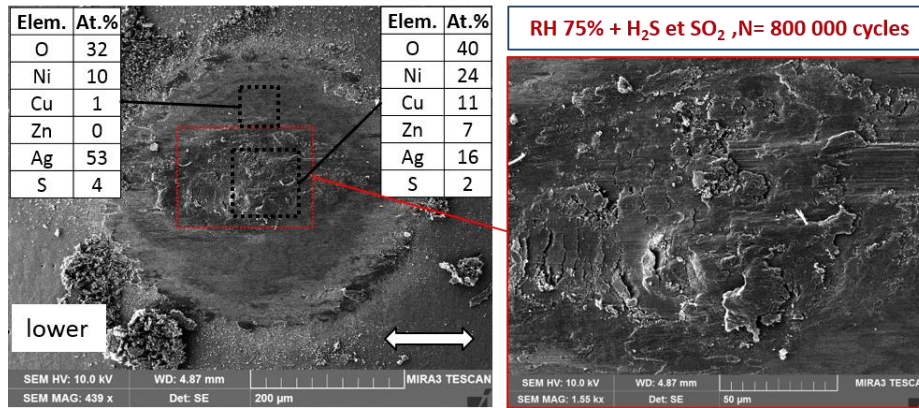 Elem. At.%
O 32
Ni 10
Cu 1
Zn 0
Ag 53
S 4
Elem. At.%
O 40
Ni 24
Cu 11
Zn 7
Ag 16
S 2
RH 75% + H₂S et SO₂ ,N= 800 000 cycles
lower
SEM HV: 10.0 kV WD: 4.87 mm MIRA3 TESCAN
SEM MAG: 439 x Det: SE 200 µm
SEM HV: 10.0 kV WD: 4.87 mm MIRA3 TESCAN
SEM MAG: 1.55 kx Det: SE 50 µm